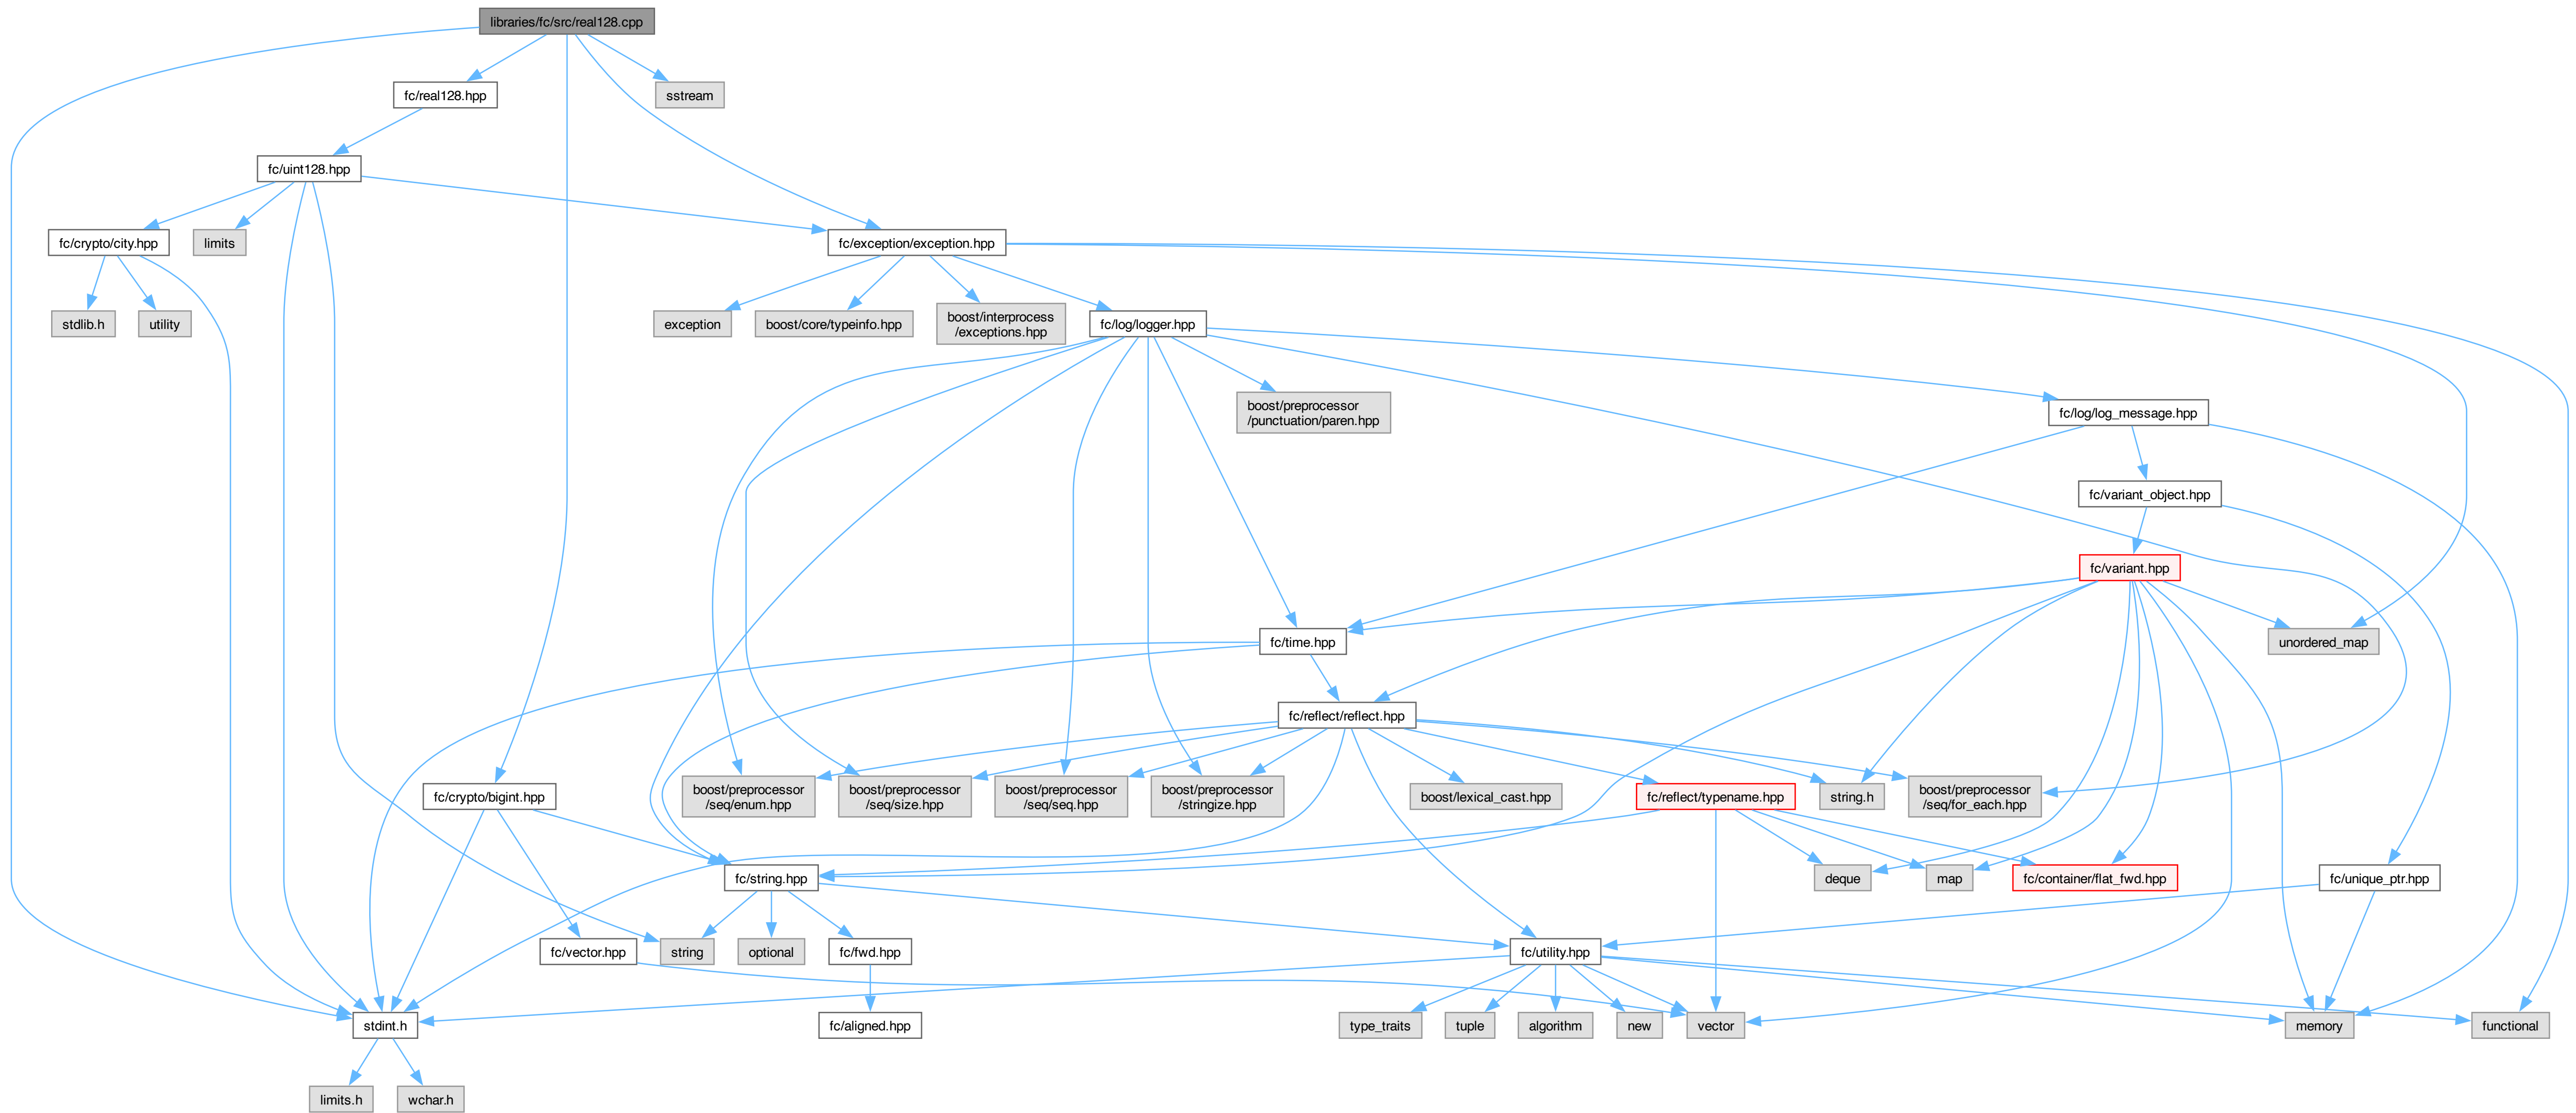 libraries/fc/src/real128.cpp
fc/real128.hpp
sstream
fc/uint128.hpp
fc/crypto/city.hpp
limits
fc/exception/exception.hpp
stdlib.h
utility
exception
boost/core/typeinfo.hpp
boost/interprocess
/exceptions.hpp
fc/log/logger.hpp
boost/preprocessor
/punctuation/paren.hpp
fc/log/log_message.hpp
fc/variant_object.hpp
fc/variant.hpp
fc/time.hpp
unordered_map
fc/reflect/reflect.hpp
fc/crypto/bigint.hpp
boost/preprocessor
/seq/enum.hpp
boost/preprocessor
/seq/size.hpp
boost/preprocessor
/seq/seq.hpp
boost/preprocessor
/stringize.hpp
boost/lexical_cast.hpp
fc/reflect/typename.hpp
string.h
boost/preprocessor
/seq/for_each.hpp
fc/string.hpp
deque
map
fc/container/flat_fwd.hpp
fc/unique_ptr.hpp
fc/vector.hpp
string
optional
fc/fwd.hpp
fc/utility.hpp
stdint.h
fc/aligned.hpp
type_traits
tuple
algorithm
new
vector
memory
functional
limits.h
wchar.h